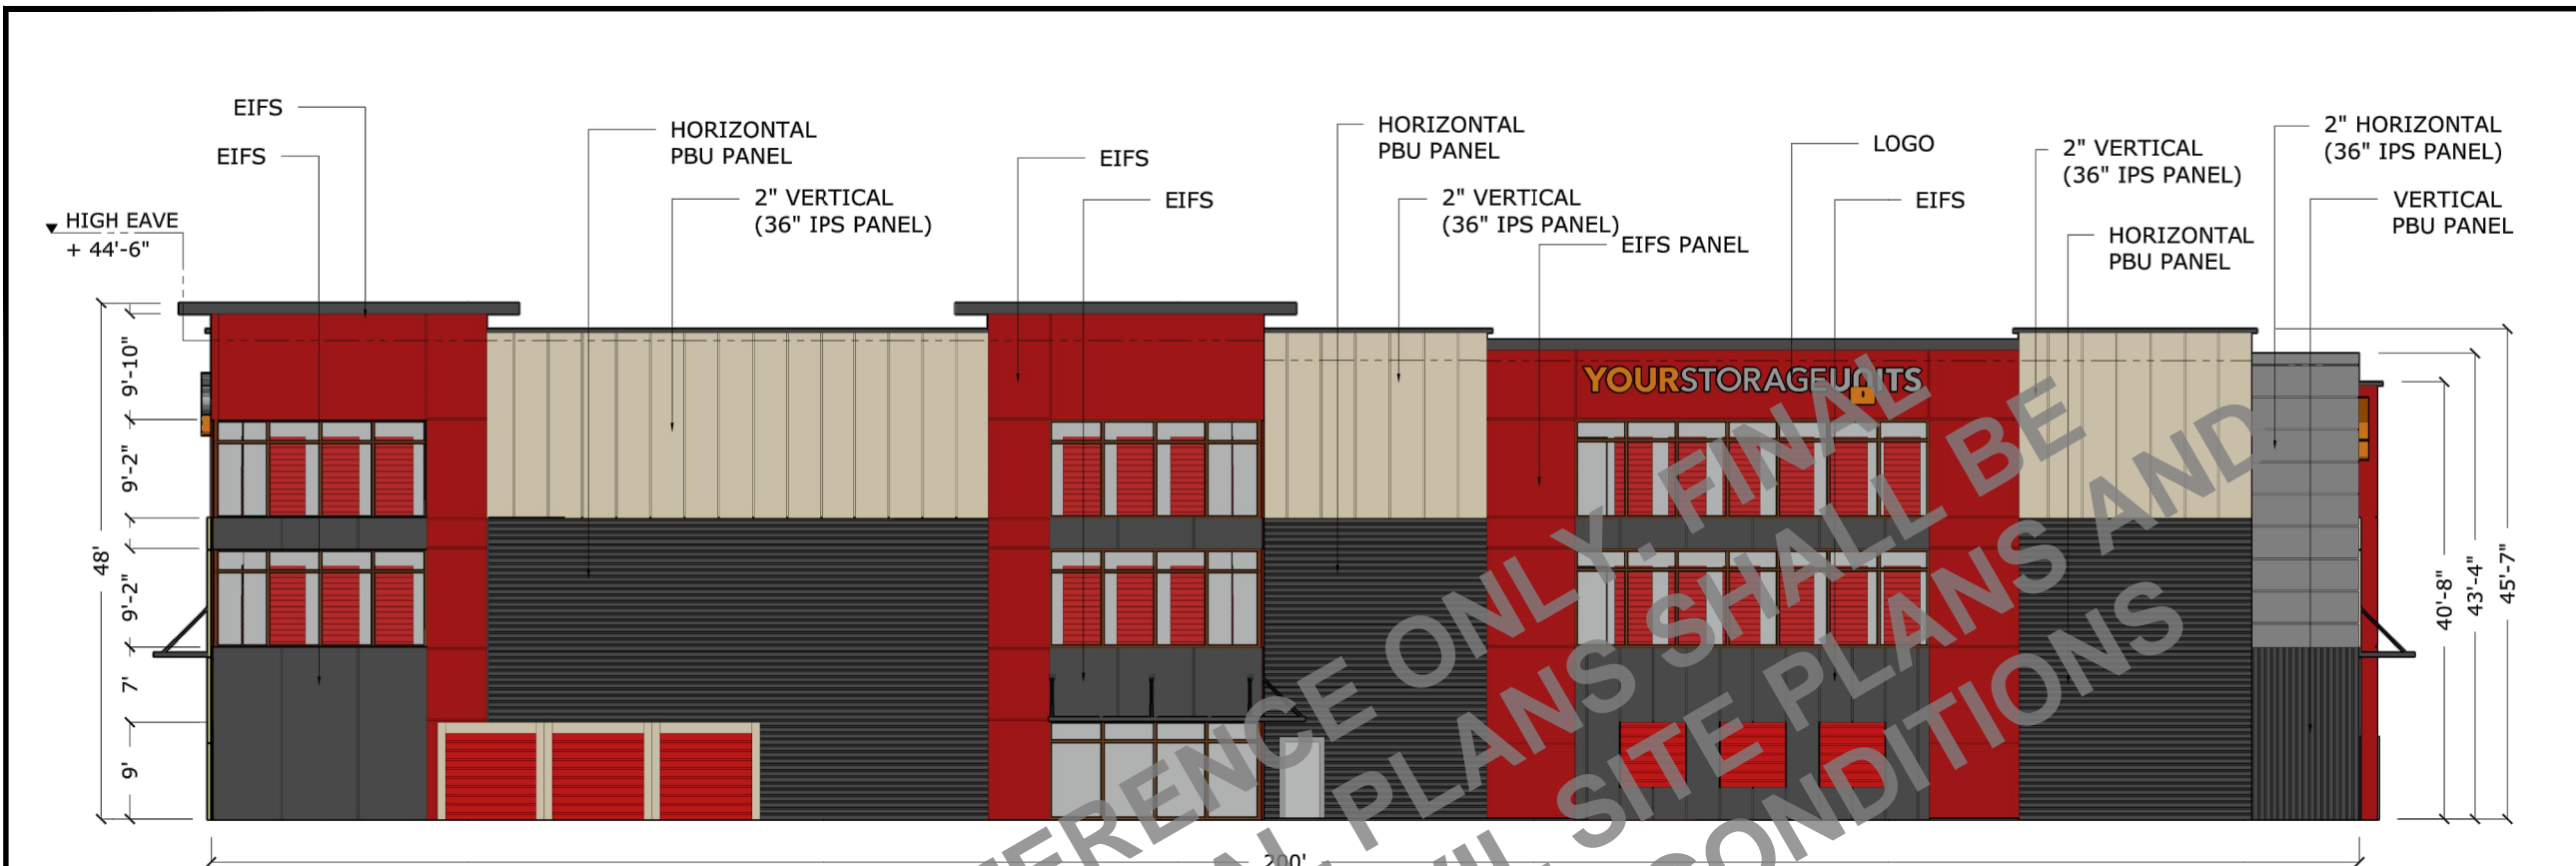 EIFS
EIFS
HORIZONTAL
PBU PANEL
2" VERTICAL
(36" IPS PANEL)
EIFS
EIFS
HORIZONTAL
PBU PANEL
2" VERTICAL
(36" IPS PANEL)
EIFS PANEL
LOGO
EIFS
2" VERTICAL
(36" IPS PANEL)
HORIZONTAL
PBU PANEL
2" HORIZONTAL
(36" IPS PANEL)
VERTICAL
PBU PANEL
HIGH EAVE
+ 44'-6"
YOURSTORAGEUNITS
48'
9'-10"
9'-2"
9'-2"
7'
9'
40'-8"
43'-4"
45'-7"
200'
ONLY. FINAL
PLANS SHALL BE
SITE PLANS AND
CONDITIONS